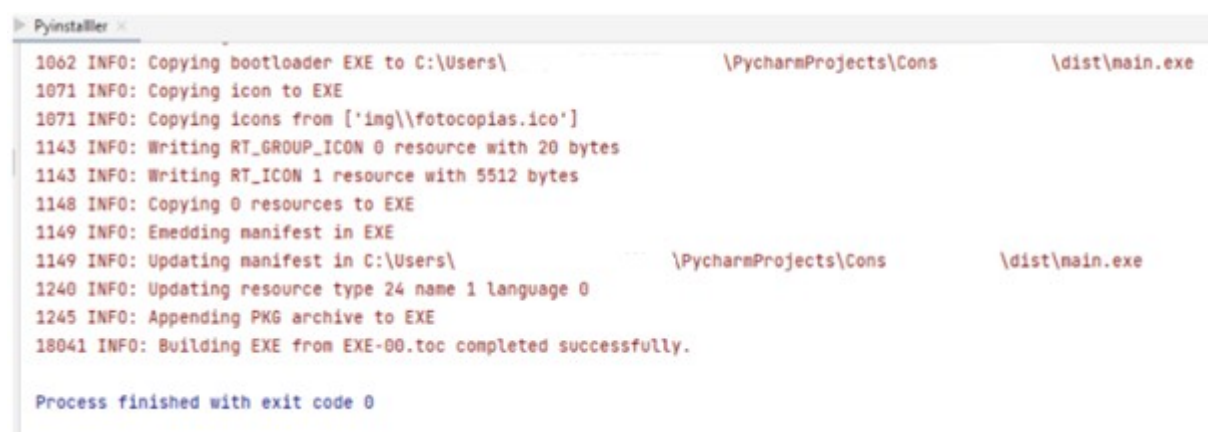 Pyinstalller
1062 INFO: Copying bootloader EXE to C:\Users\ \PycharmProjects\Cons \dist\main.exe
1071 INFO: Copying icon to EXE
1071 INFO: Copying icons from ['img\\fotocopias.ico']
1143 INFO: Writing RT_GROUP_ICON 0 resource with 20 bytes
1143 INFO: Writing RT_ICON 1 resource with 5512 bytes
1148 INFO: Copying 0 resources to EXE
1149 INFO: Emedding manifest in EXE
1149 INFO: Updating manifest in C:\Users\ \PycharmProjects\Cons \dist\main.exe
1240 INFO: Updating resource type 24 name 1 language 0
1245 INFO: Appending PKG archive to EXE
18041 INFO: Building EXE from EXE-00.toc completed successfully.
Process finished with exit code 0